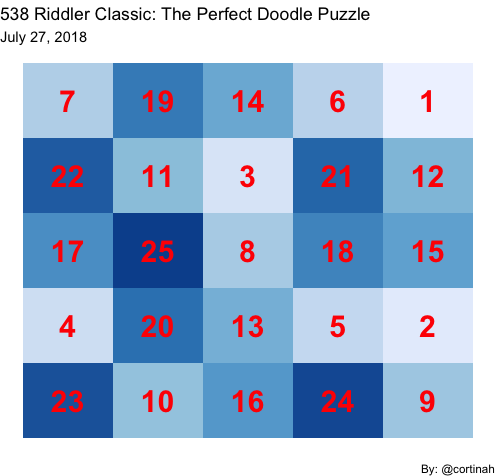 538 Riddler Classic: The Perfect Doodle Puzzle
July 27, 2018
7 19 14 6 1
22 11 3 21 12
17 25 8 18 15
4 20 13 5 2
23 10 16 24 9
By: @cortinah